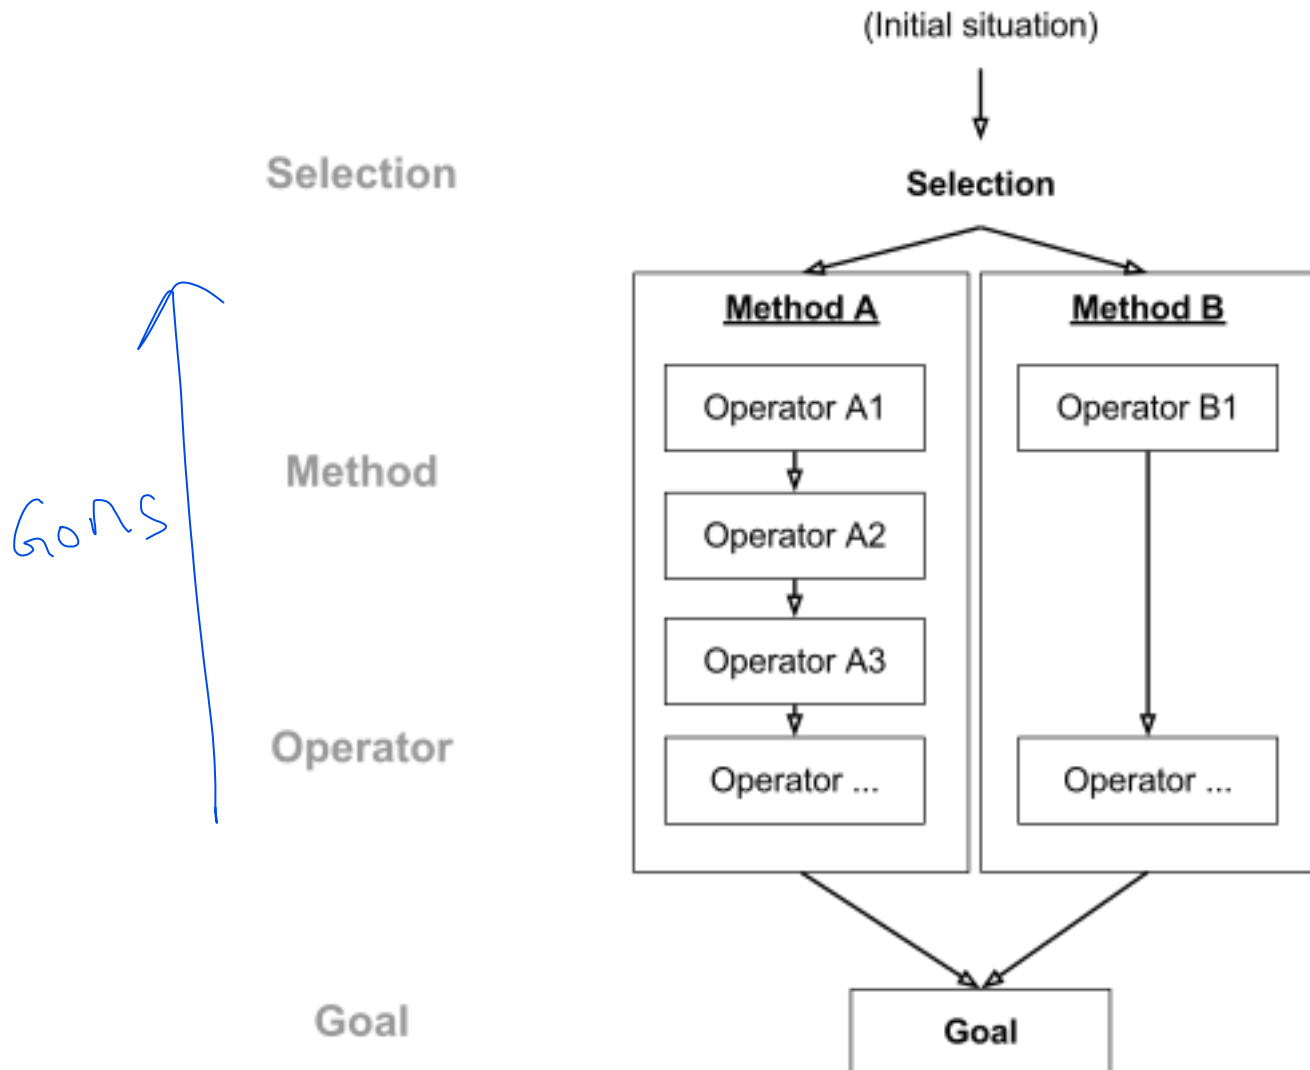 (Initial situation)
Selection
Selection
Method A
Method B
Operator A1
Operator B1
Method
GOMS
Operator A2
Operator A3
Operator
Operator ...
Operator ...
Goal
Goal